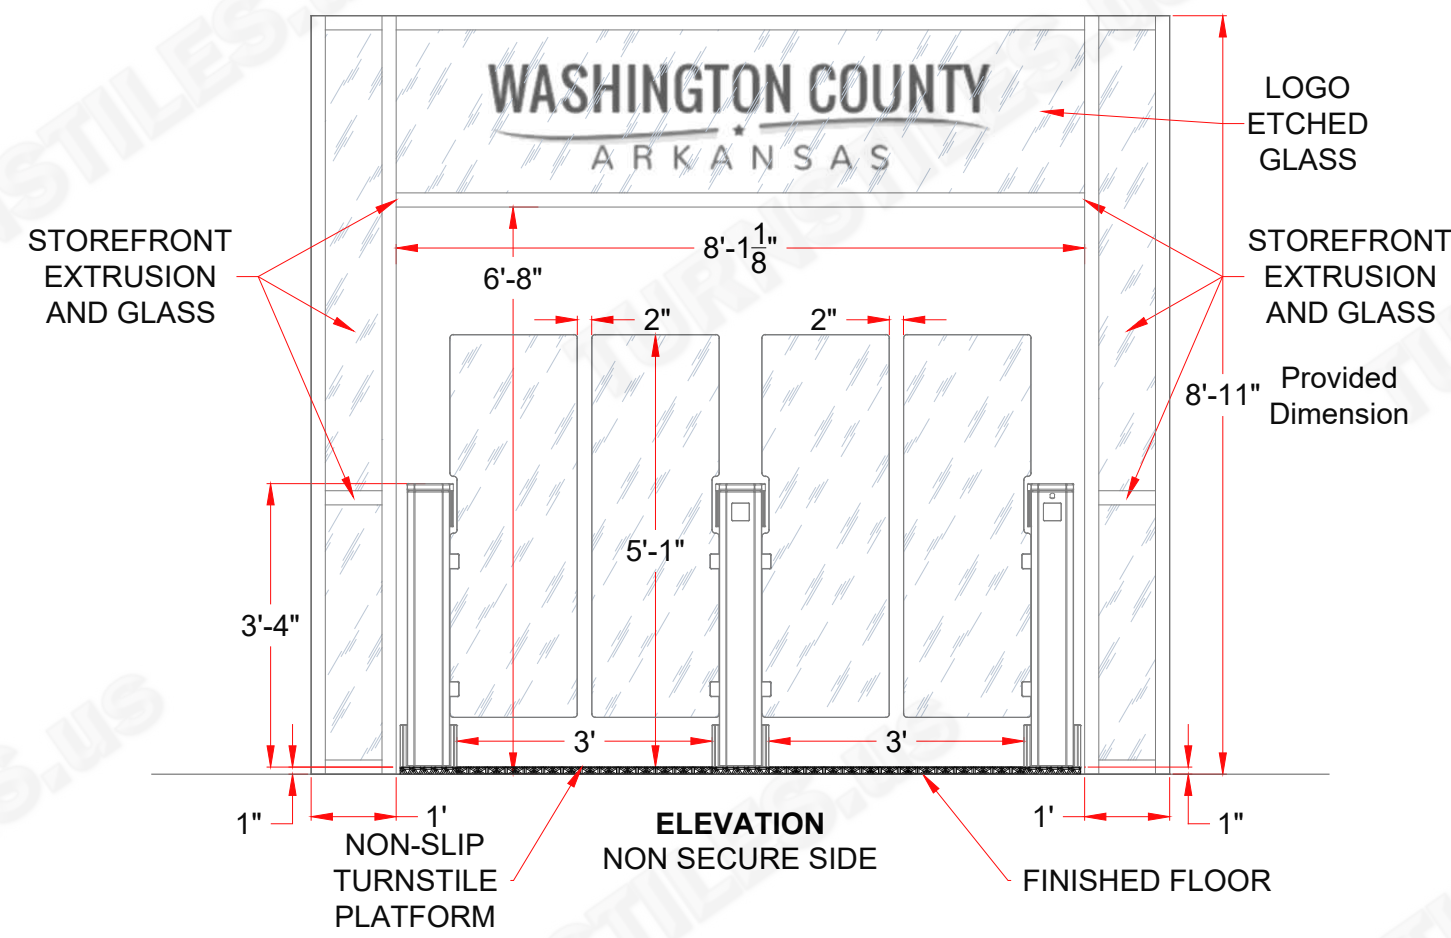 WASHINGTON COUNTY
ARKANSAS
LOGO
ETCHED
GLASS
STOREFRONT
EXTRUSION
AND GLASS
STOREFRONT
EXTRUSION
AND GLASS
8'-1 1/8"
6'-8"
2"
2"
8'-11"
Provided
Dimension
5'-1"
3'-4"
3'
3'
1"
1'
1'
1"
NON-SLIP
TURNSTILE
PLATFORM
ELEVATION
NON SECURE SIDE
FINISHED FLOOR
TURNSTILES.us